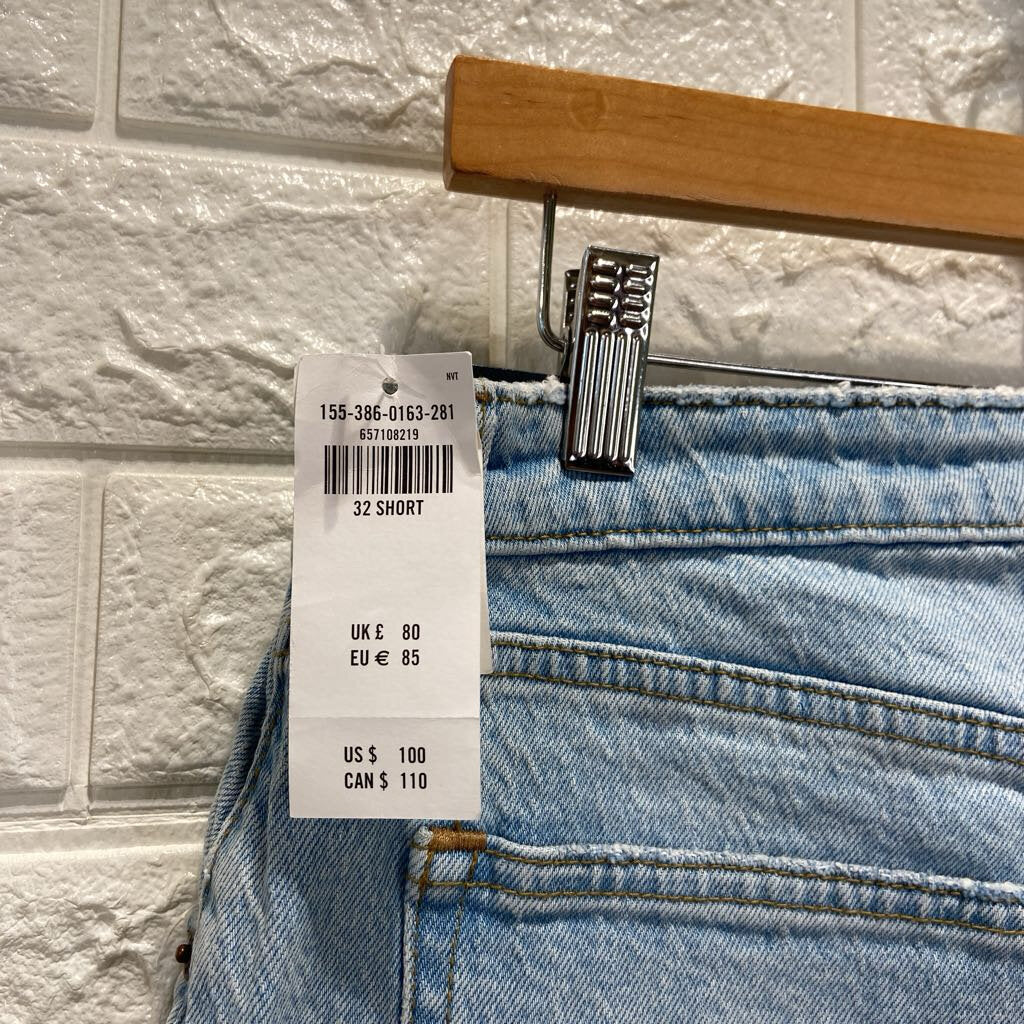 NVT
155-386-0163-281
657108219
32 SHORT
UK £ 80
EU € 85
US $ 100
CAN $ 110